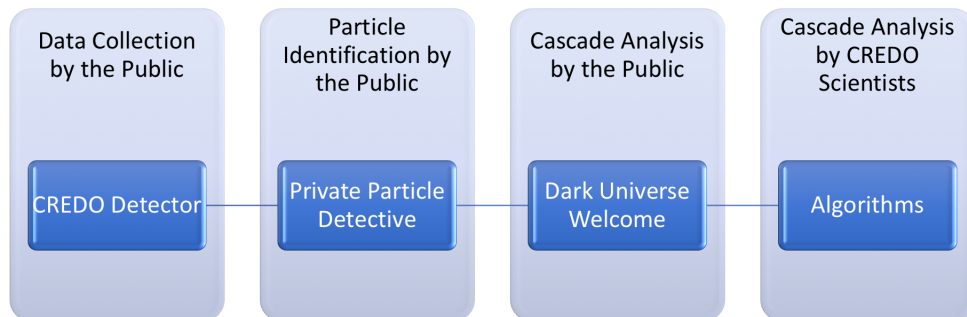 Data Collection
by the Public
Particle
Identification by
the Public
Cascade Analysis
by the Public
Cascade Analysis
by CREDO
Scientists
CREDO Detector
Private Particle
Detective
Dark Universe
Welcome
Algorithms